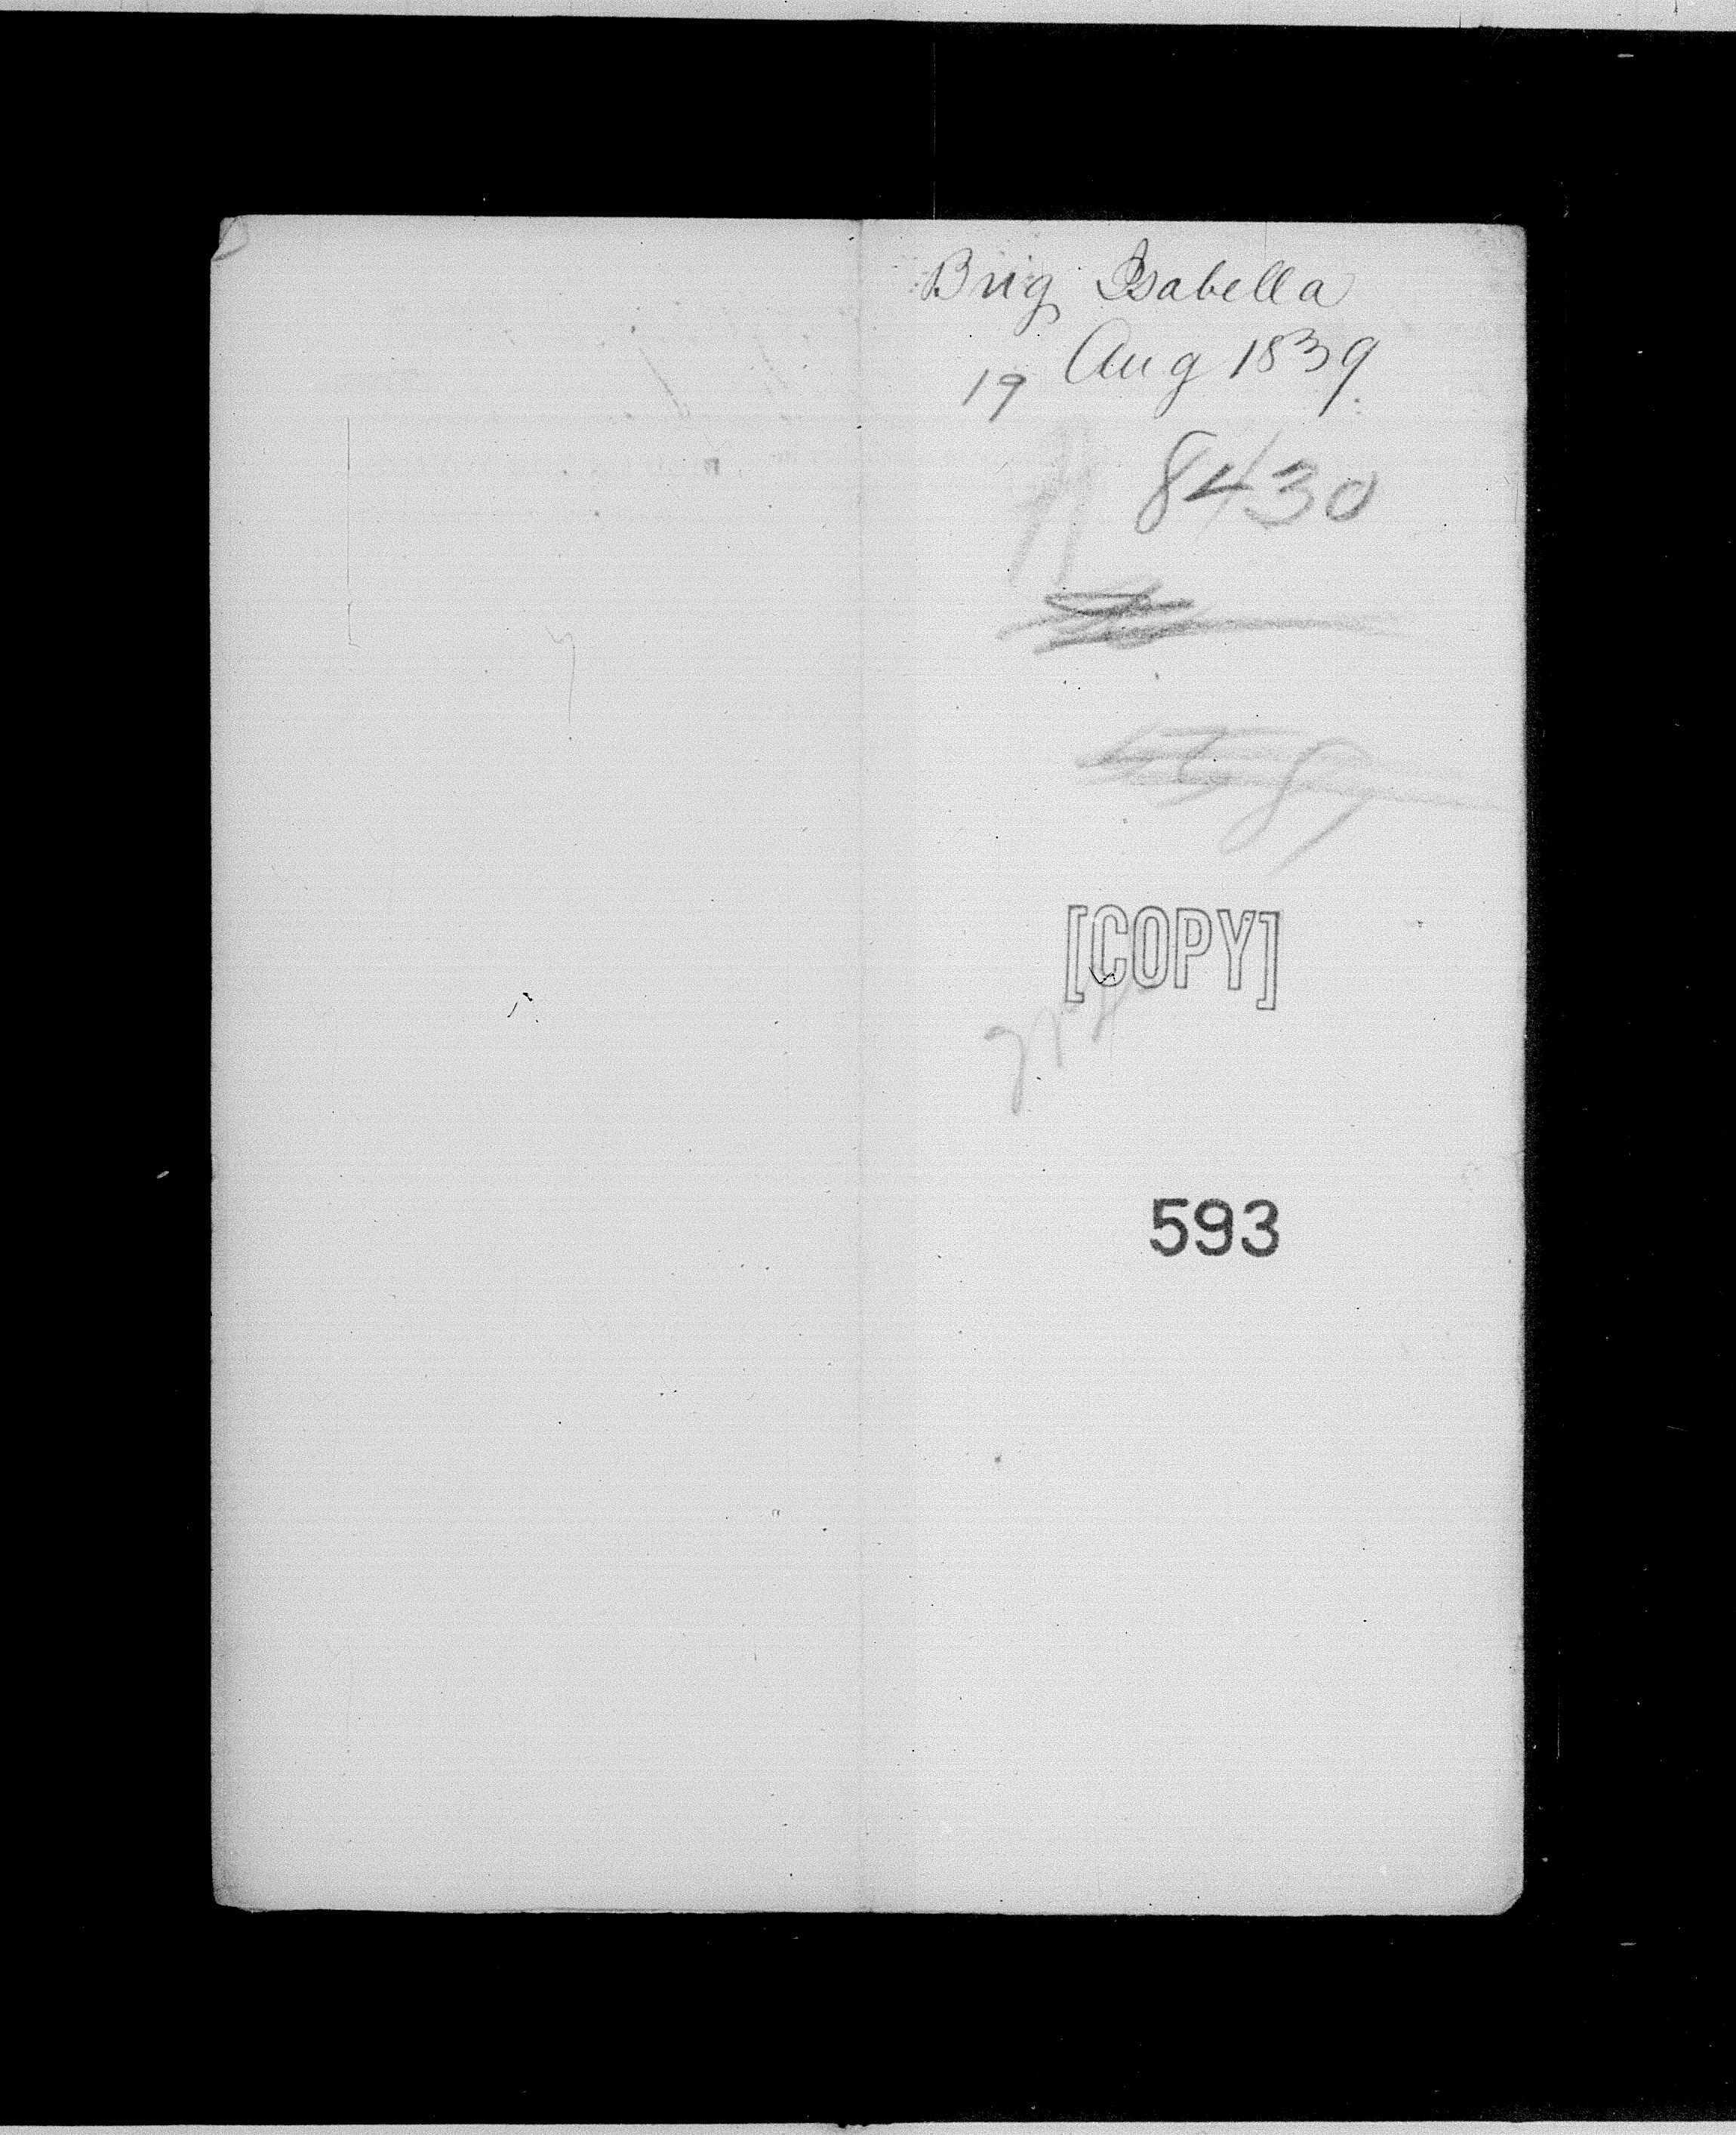 Brig Isabella
19 Aug 1839.
8430
[COPY]
593